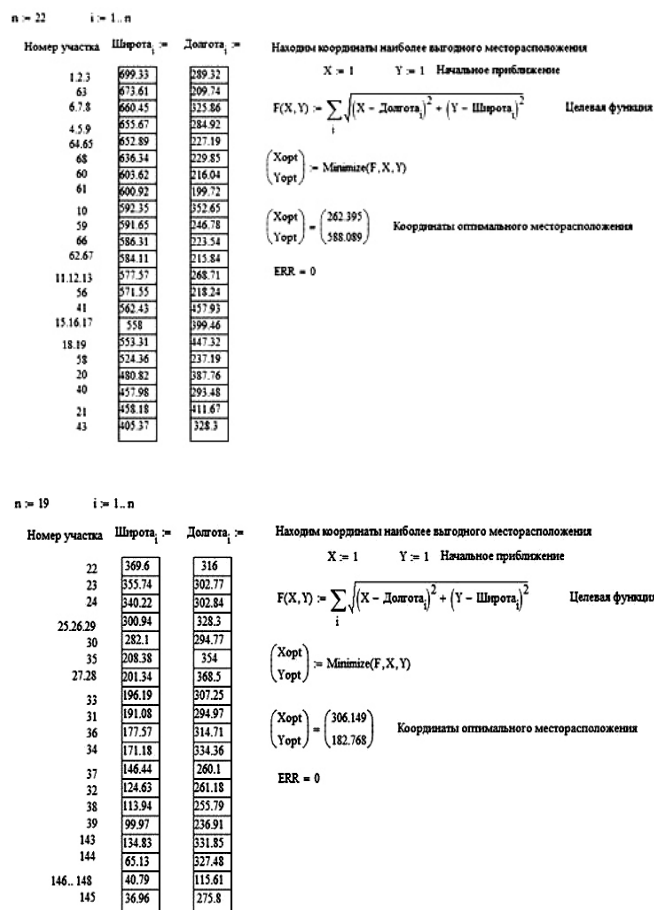 n := 22 i := 1..n
Номер участка Широта_i := Долгота_i := Находим координаты наиболее выгодного месторасположения
X := 1 Y := 1 Начальное приближение
1.2.3 699.33 289.32
63 673.61 209.74
6.7.8 660.45 325.86
4.5.9 655.67 284.92
64.65 652.89 227.19
68 636.34 229.85
60 603.62 216.04
61 600.92 199.72
10 592.35 352.65
59 591.65 246.78
66 586.31 223.54
62.67 584.11 215.84
11.12.13 577.57 268.71
56 571.55 218.24
41 562.43 457.93
15.16.17 558 399.46
18.19 553.31 447.32
58 524.36 237.19
20 480.82 387.76
40 457.98 293.48
21 458.18 411.67
43 405.37 328.3
F(X,Y) := ∑_i √((X − Долгота_i)² + (Y − Широта_i)²) Целевая функция
(Xopt Yopt) := Minimize(F,X,Y)
(Xopt Yopt) = (262.395 588.089) Координаты оптимального месторасположения
ERR = 0
n := 19 i := 1..n
Номер участка Широта_i := Долгота_i := Находим координаты наиболее выгодного месторасположения
X := 1 Y := 1 Начальное приближение
22 369.6 316
23 355.74 302.77
24 340.22 302.84
25.26.29 300.94 328.3
30 282.1 294.77
35 208.38 354
27.28 201.34 368.5
33 196.19 307.25
31 191.08 294.97
36 177.57 314.71
34 171.18 334.36
37 146.44 260.1
32 124.63 261.18
38 113.94 255.79
39 99.97 236.91
143 134.83 331.85
144 65.13 327.48
146.. 148 40.79 115.61
145 36.96 275.8
F(X,Y) := ∑_i √((X − Долгота_i)² + (Y − Широта_i)²) Целевая функци
(Xopt Yopt) := Minimize(F,X,Y)
(Xopt Yopt) = (306.149 182.768) Координаты оптимального месторасположения
ERR = 0